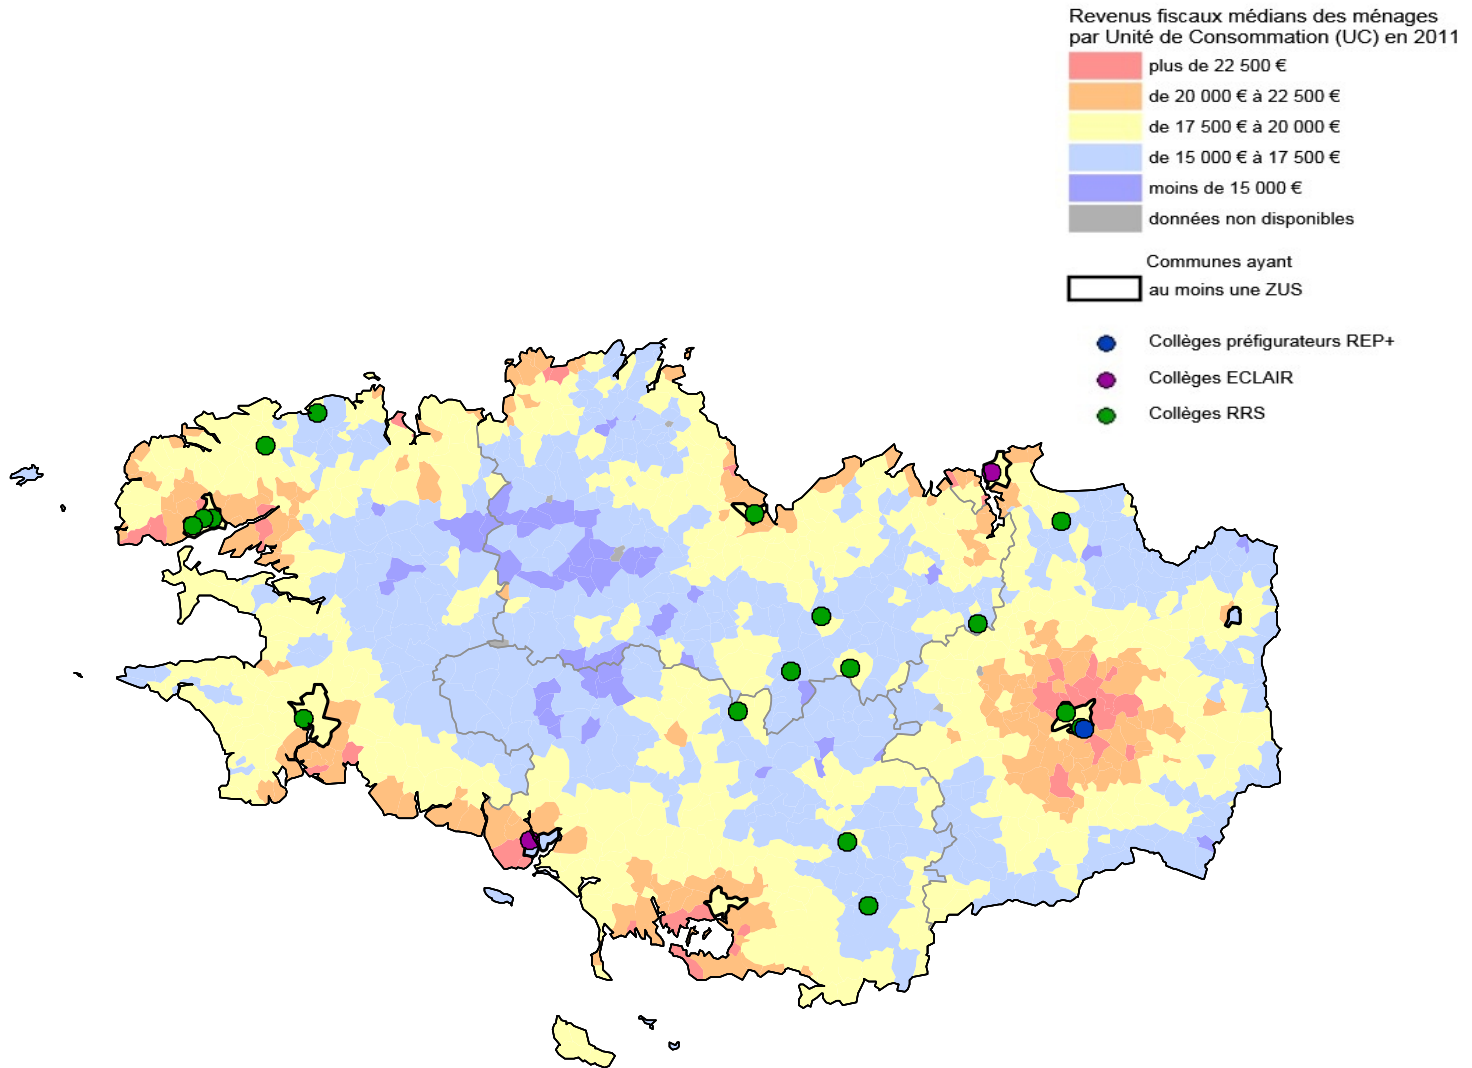 Revenus fiscaux médians des ménages
par Unité de Consommation (UC) en 2011
plus de 22 500 €
de 20 000 € à 22 500 €
de 17 500 € à 20 000 €
de 15 000 € à 17 500 €
moins de 15 000 €
données non disponibles
Communes ayant
au moins une ZUS
Collèges préfigurateurs REP+
Collèges ECLAIR
Collèges RRS